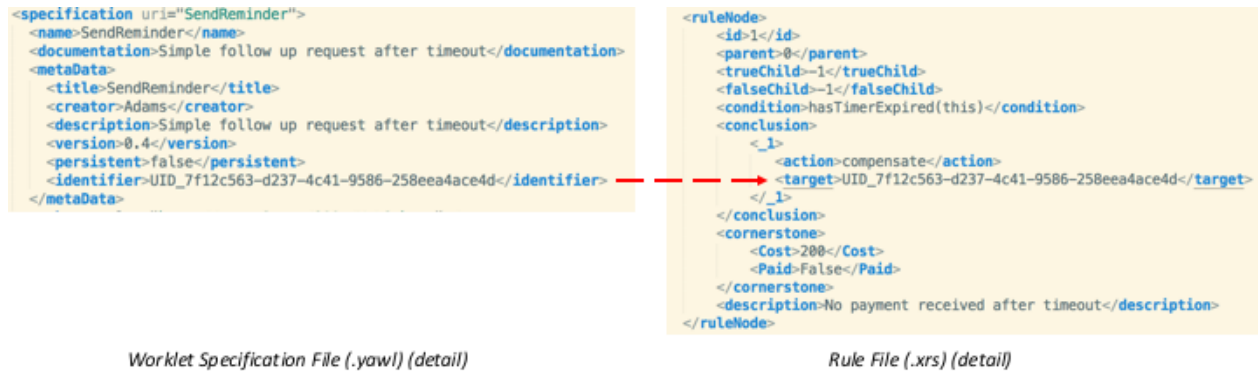 <specification uri="SendReminder">
<name>SendReminder</name>
<documentation>Simple follow up request after timeout</documentation>
<metaData>
<title>SendReminder</title>
<creator>Adams</creator>
<description>Simple follow up request after timeout</description>
<version>0.4</version>
<persistent>false</persistent>
<identifier>UID_7f12c563-d237-4c41-9586-258eea4ace4d</identifier>
</metaData>
Worklet Specification File (.yawl) (detail)
<ruleNode>
<id>1</id>
<parent>0</parent>
<trueChild>-1</trueChild>
<falseChild>-1</falseChild>
<condition>hasTimerExpired(this)</condition>
<conclusion>
<_1>
<action>compensate</action>
<target>UID_7f12c563-d237-4c41-9586-258eea4ace4d</target>
</_1>
</conclusion>
<cornerstone>
<Cost>200</Cost>
<Paid>False</Paid>
</cornerstone>
<description>No payment received after timeout</description>
</ruleNode>
Rule File (.xrs) (detail)